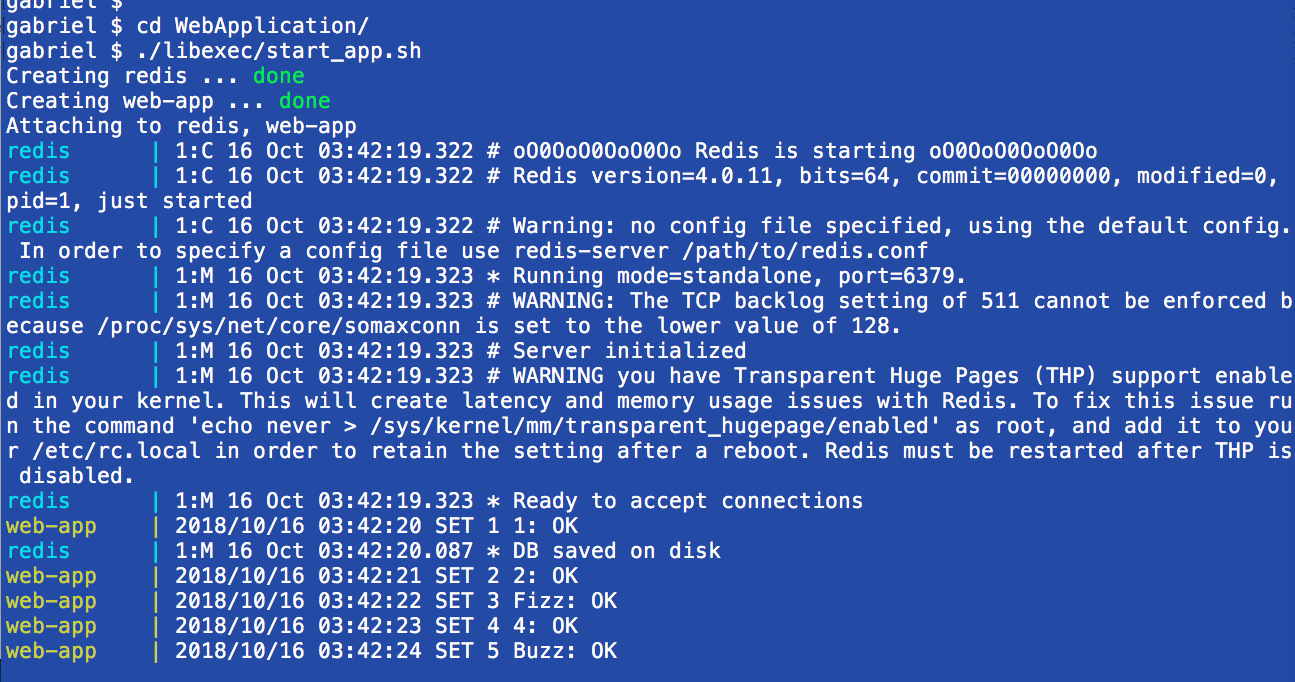 gabriel $
gabriel $ cd WebApplication/
gabriel $ ./libexec/start_app.sh
Creating redis ... done
Creating web-app ... done
Attaching to redis, web-app
redis      | 1:C 16 Oct 03:42:19.322 # oO0OoO0OoO0Oo Redis is starting oO0OoO0OoO0Oo
redis      | 1:C 16 Oct 03:42:19.322 # Redis version=4.0.11, bits=64, commit=00000000, modified=0,
pid=1, just started
redis      | 1:C 16 Oct 03:42:19.322 # Warning: no config file specified, using the default config.
 In order to specify a config file use redis-server /path/to/redis.conf
redis      | 1:M 16 Oct 03:42:19.323 * Running mode=standalone, port=6379.
redis      | 1:M 16 Oct 03:42:19.323 # WARNING: The TCP backlog setting of 511 cannot be enforced b
ecause /proc/sys/net/core/somaxconn is set to the lower value of 128.
redis      | 1:M 16 Oct 03:42:19.323 # Server initialized
redis      | 1:M 16 Oct 03:42:19.323 # WARNING you have Transparent Huge Pages (THP) support enable
d in your kernel. This will create latency and memory usage issues with Redis. To fix this issue ru
n the command 'echo never > /sys/kernel/mm/transparent_hugepage/enabled' as root, and add it to you
r /etc/rc.local in order to retain the setting after a reboot. Redis must be restarted after THP is
 disabled.
redis      | 1:M 16 Oct 03:42:19.323 * Ready to accept connections
web-app    | 2018/10/16 03:42:20 SET 1 1: OK
redis      | 1:M 16 Oct 03:42:20.087 * DB saved on disk
web-app    | 2018/10/16 03:42:21 SET 2 2: OK
web-app    | 2018/10/16 03:42:22 SET 3 Fizz: OK
web-app    | 2018/10/16 03:42:23 SET 4 4: OK
web-app    | 2018/10/16 03:42:24 SET 5 Buzz: OK